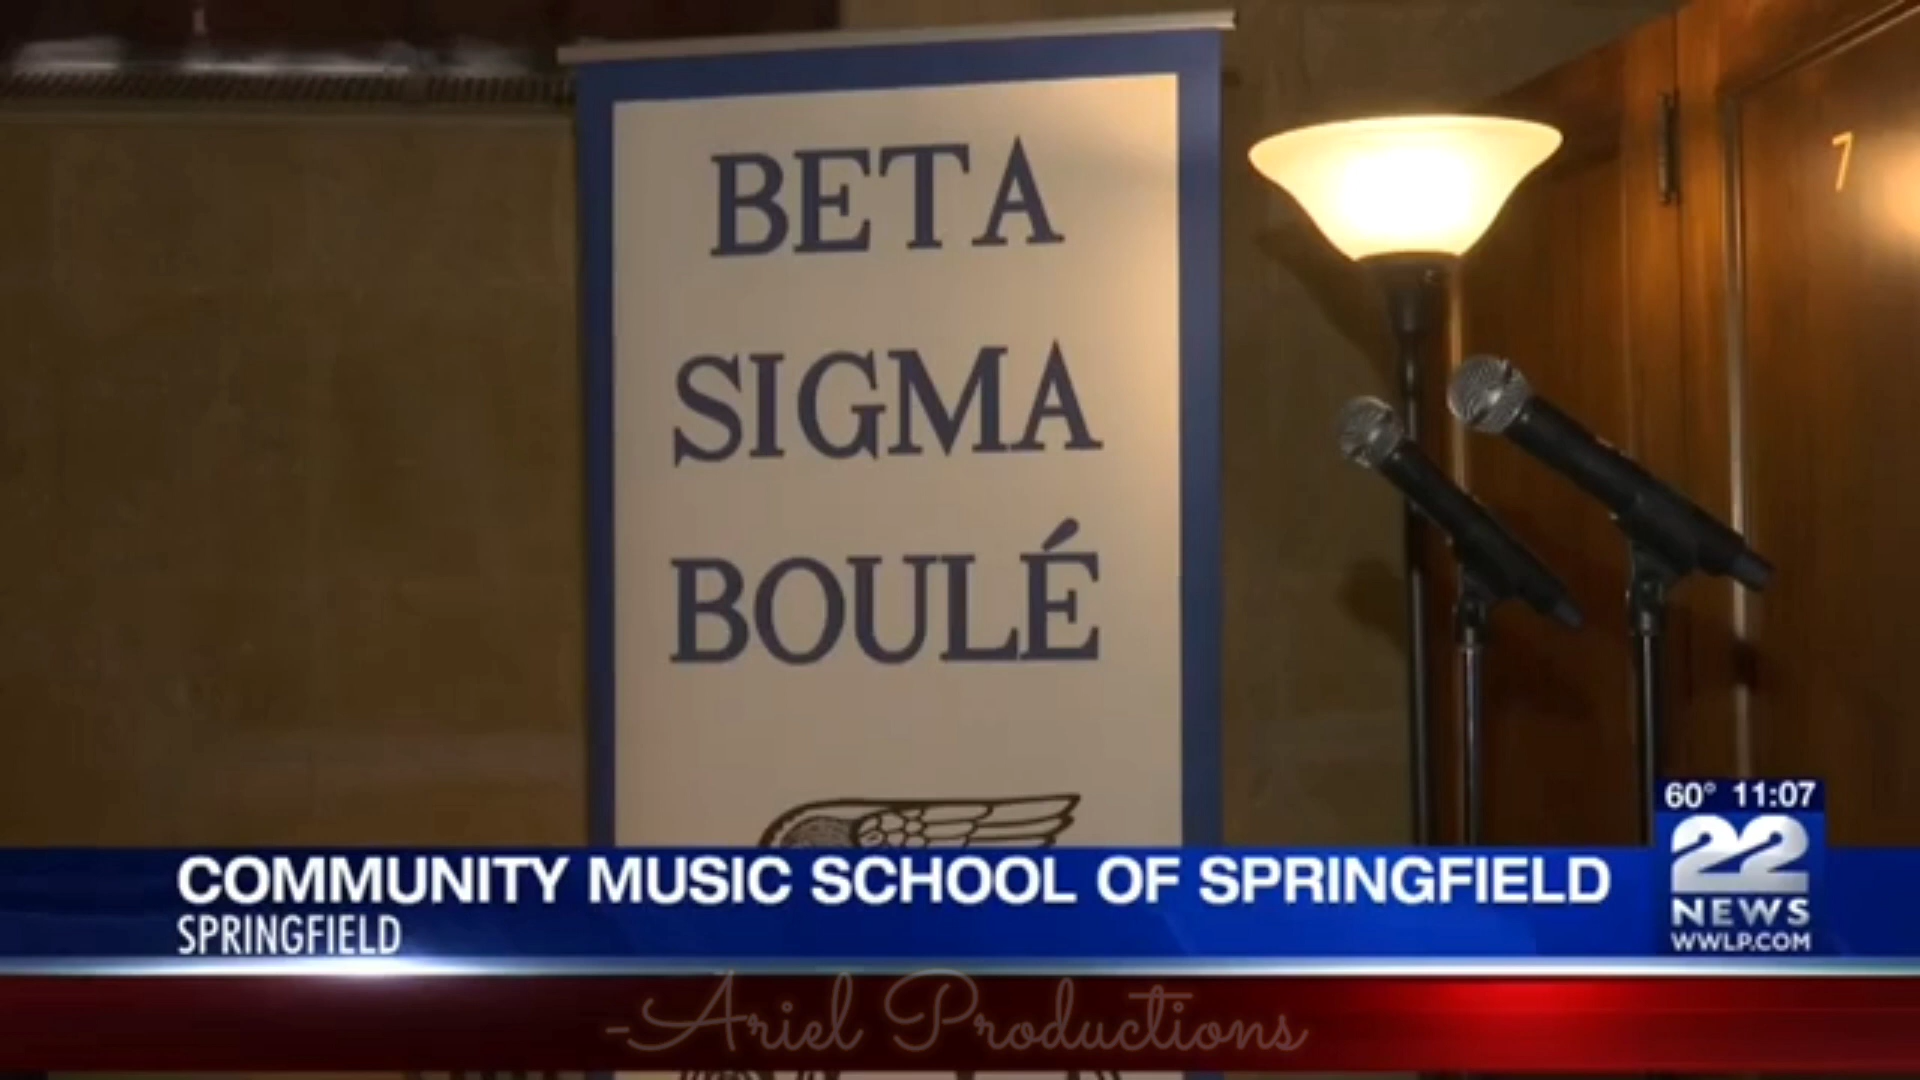 BETA
SIGMA
BOULÉ
7
60° 11:07
22
NEWS
WWLP.COM
COMMUNITY MUSIC SCHOOL OF SPRINGFIELD
SPRINGFIELD
-Ariel Productions